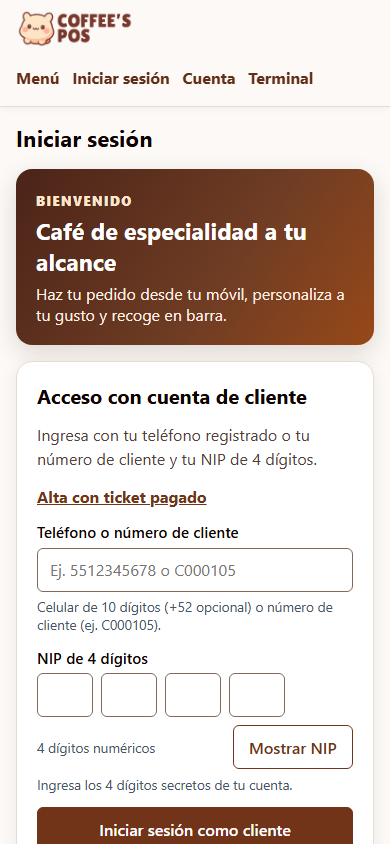 COFFEE'S
POS
Menú Iniciar sesión Cuenta Terminal
Iniciar sesión
BIENVENIDO
Café de especialidad a tu
alcance
Haz tu pedido desde tu móvil, personaliza a
tu gusto y recoge en barra.
Acceso con cuenta de cliente
Ingresa con tu teléfono registrado o tu
número de cliente y tu NIP de 4 dígitos.
Alta con ticket pagado
Teléfono o número de cliente
Ej. 5512345678 o C000105
Celular de 10 dígitos (+52 opcional) o número de
cliente (ej. C000105).
NIP de 4 dígitos
4 dígitos numéricos
Mostrar NIP
Ingresa los 4 dígitos secretos de tu cuenta.
Iniciar sesión como cliente